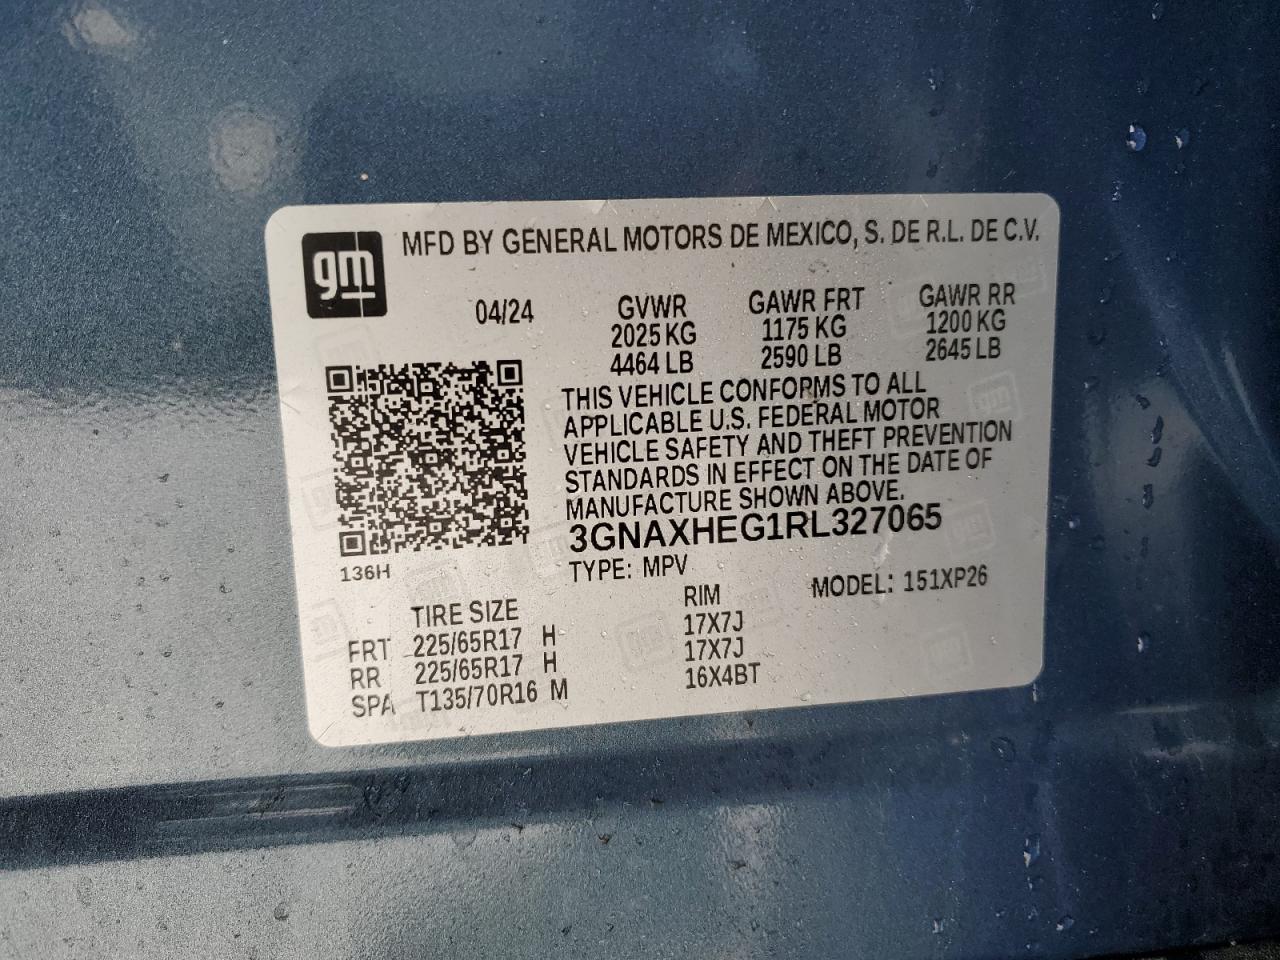 gm
MFD BY GENERAL MOTORS DE MEXICO, S. DE R.L. DE C.V.
04/24 GVWR GAWR FRT GAWR RR
2025 KG 1175 KG 1200 KG
4464 LB 2590 LB 2645 LB
THIS VEHICLE CONFORMS TO ALL
APPLICABLE U.S. FEDERAL MOTOR
VEHICLE SAFETY AND THEFT PREVENTION
STANDARDS IN EFFECT ON THE DATE OF
MANUFACTURE SHOWN ABOVE.
3GNAXHEG1RL327065
136H
TYPE: MPV MODEL: 151XP26
TIRE SIZE RIM
FRT 225/65R17 H 17X7J
RR 225/65R17 H 17X7J
SPA T135/70R16 M 16X4BT